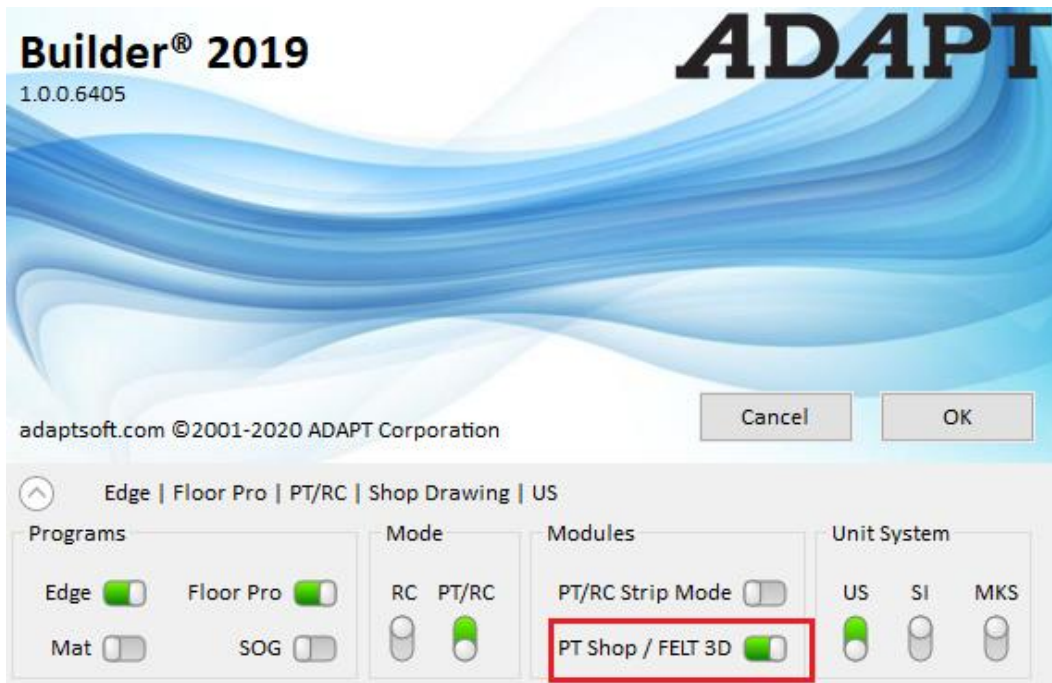 Builder® 2019
ADAPT
1.0.0.6405
Cancel
OK
adaptsoft.com ©2001-2020 ADAPT Corporation
Edge | Floor Pro | PT/RC | Shop Drawing | US
Programs
Mode
Modules
Unit System
Edge
Floor Pro
RC
PT/RC
PT/RC Strip Mode
US
SI
MKS
Mat
SOG
PT Shop / FELT 3D